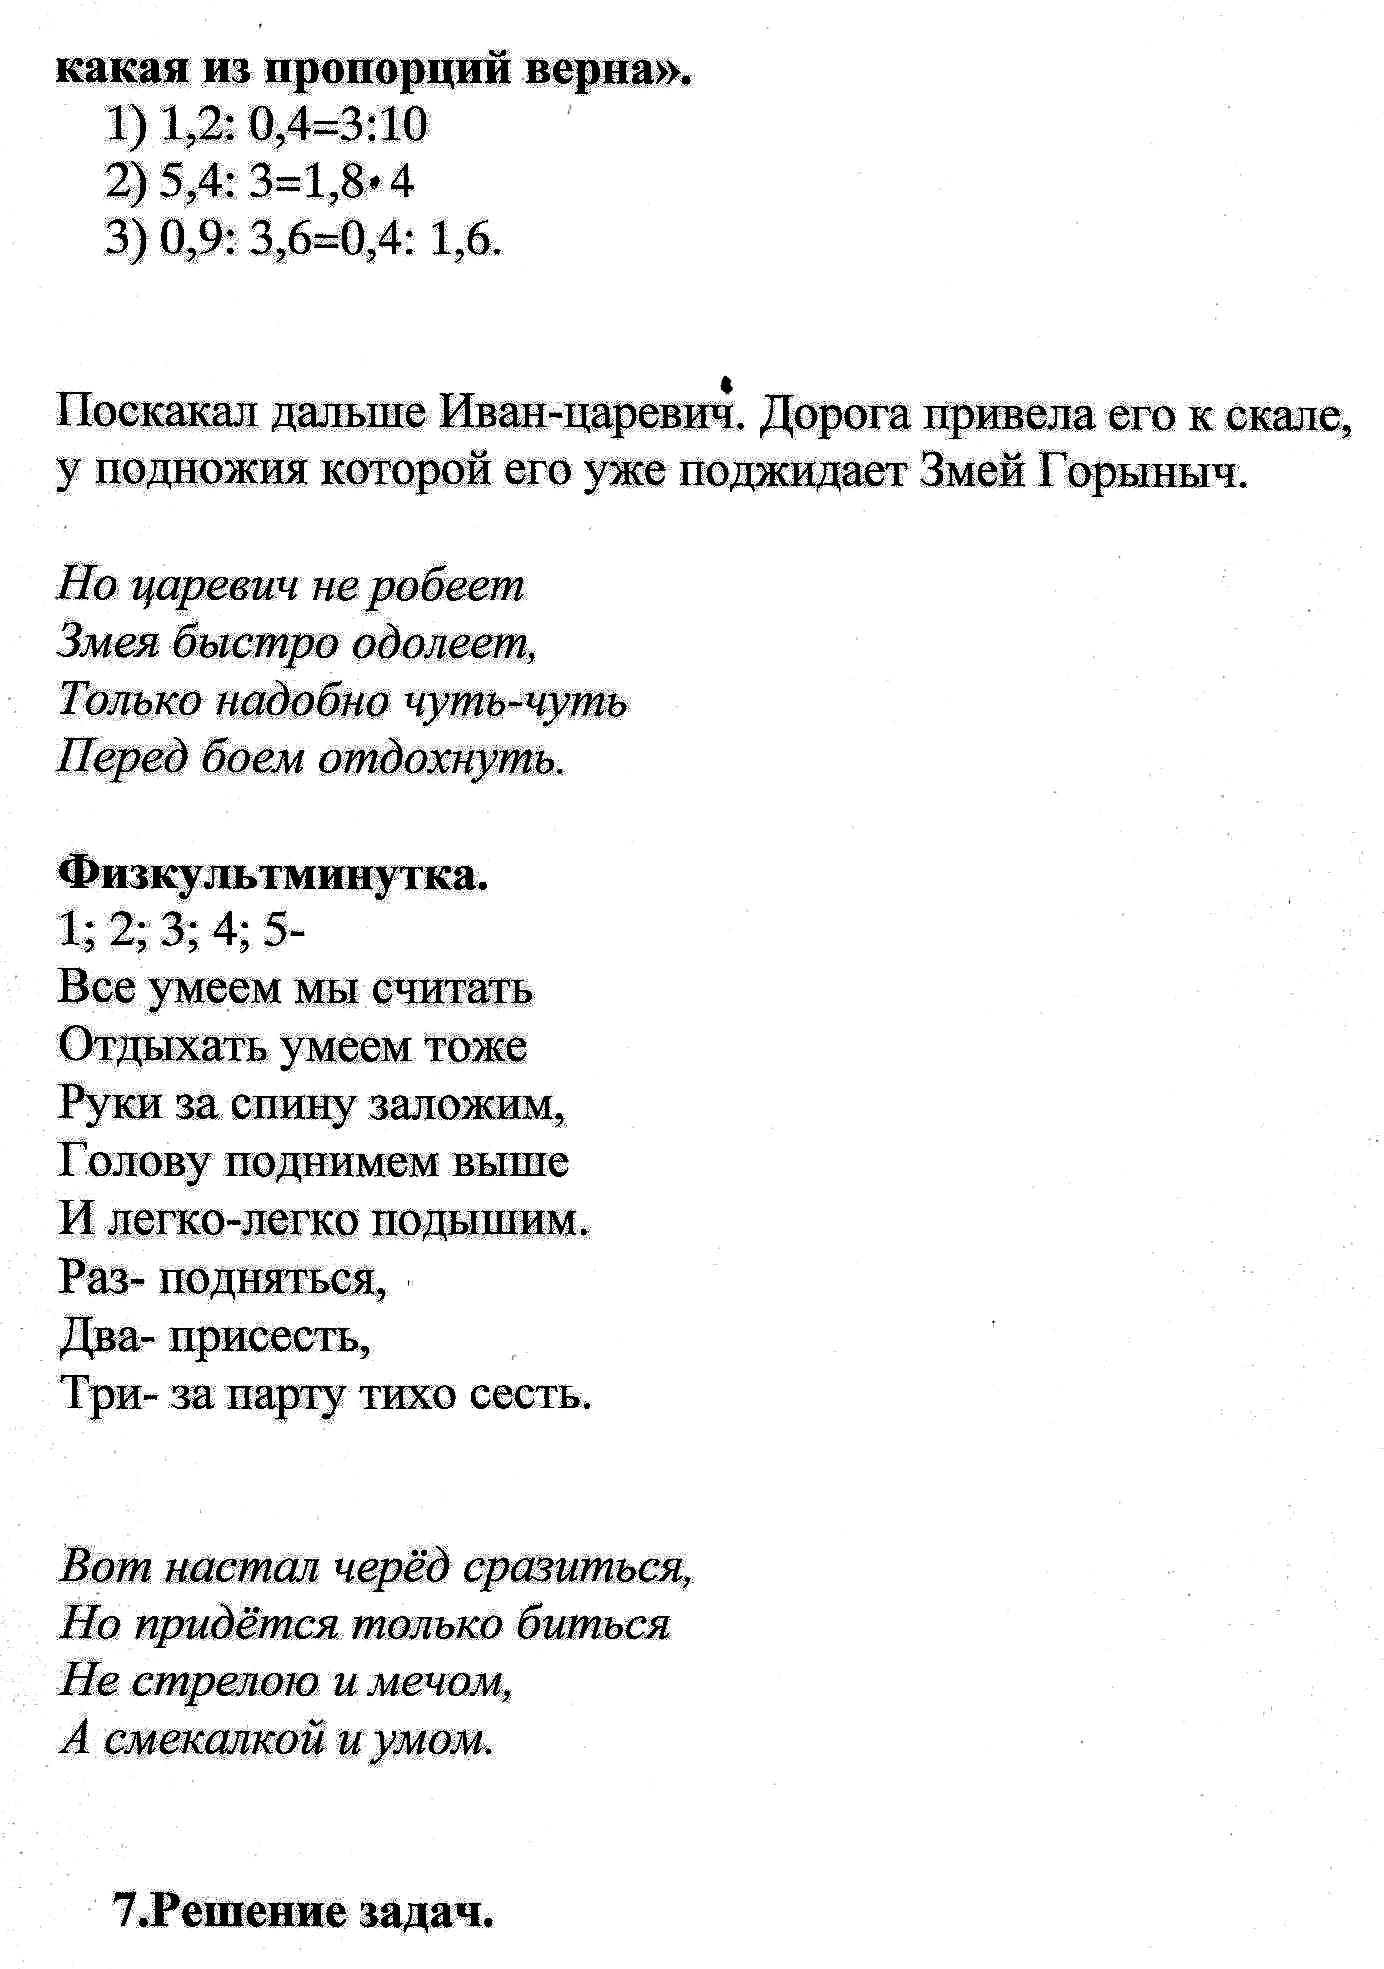 какая из пропорций верна».
1) 1,2: 0,4=3:10
2) 5,4: 3=1,8· 4
3) 0,9: 3,6=0,4: 1,6.
Поскакал дальше Иван-царевич. Дорога привела его к скале,
у подножия которой его уже поджидает Змей Горыныч.
Но царевич не робеет
Змея быстро одолеет,
Только надобно чуть-чуть
Перед боем отдохнуть.
Физкультминутка.
1; 2; 3; 4; 5-
Все умеем мы считать
Отдыхать умеем тоже
Руки за спину заложим,
Голову поднимем выше
И легко-легко подышим.
Раз- подняться,
Два- присесть,
Три- за парту тихо сесть.
Вот настал черёд сразиться,
Но придётся только биться
Не стрелою и мечом,
А смекалкой и умом.
7.Решение задач.